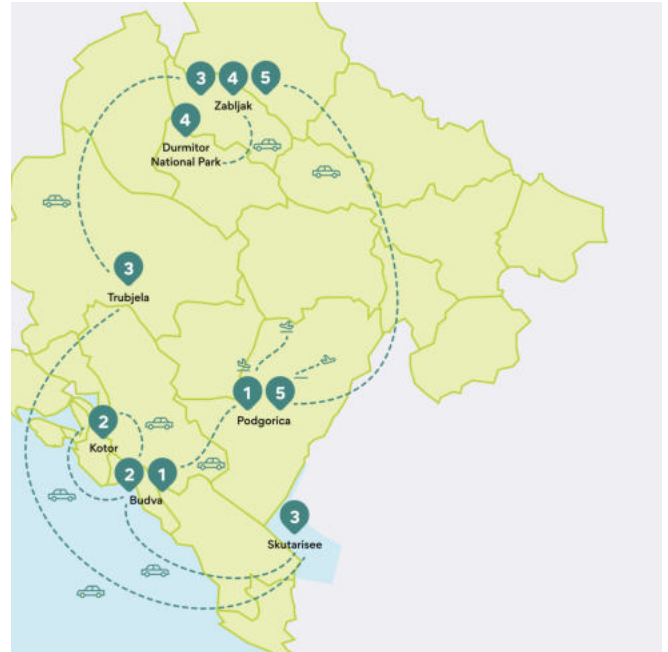 3 4 5
Zabljak
4
Durmitor
National Park
3
Trubjela
1 5
Podgorica
2
Kotor
2 1
Budva
3
Skutarisee